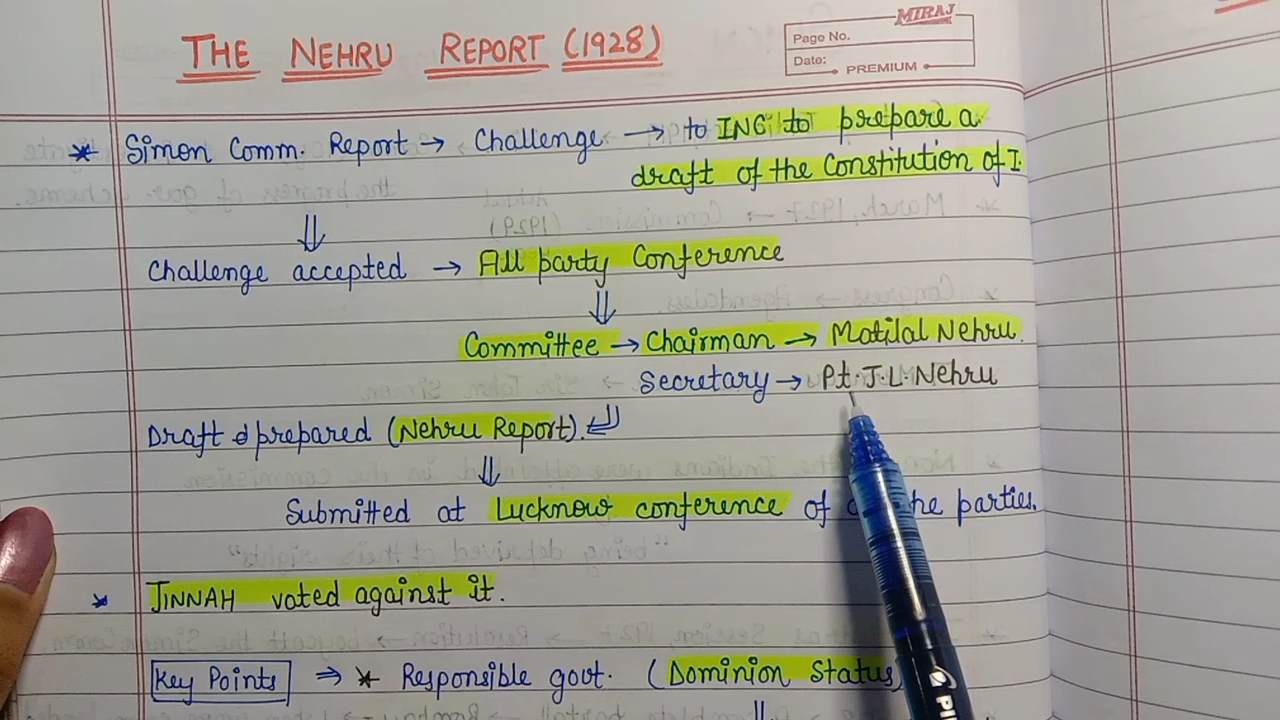 THE NEHRU REPORT (1928)
MIRAJ
Page No.
Date:
PREMIUM
* Simon Comm. Report → Challenge → to INC to prepare a
draft of the Constitution of I.
⇓
Challenge accepted → All party Conference
⇓
Committee → Chairman → Motilal Nehru.
Secretary → Pt. J. L. Nehru
Draft prepared (Nehru Report).
⇓
Submitted at Lucknow conference of the parties.
* JINNAH voted against it.
Key Points ⇒ * Responsible govt. (Dominion Status)